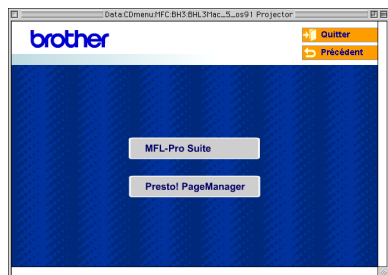 Data:CDmenu:MFC:BH3:BHL3Mac_5_os91 Projector
brother
Quitter
Précédent
MFL-Pro Suite
Presto! PageManager